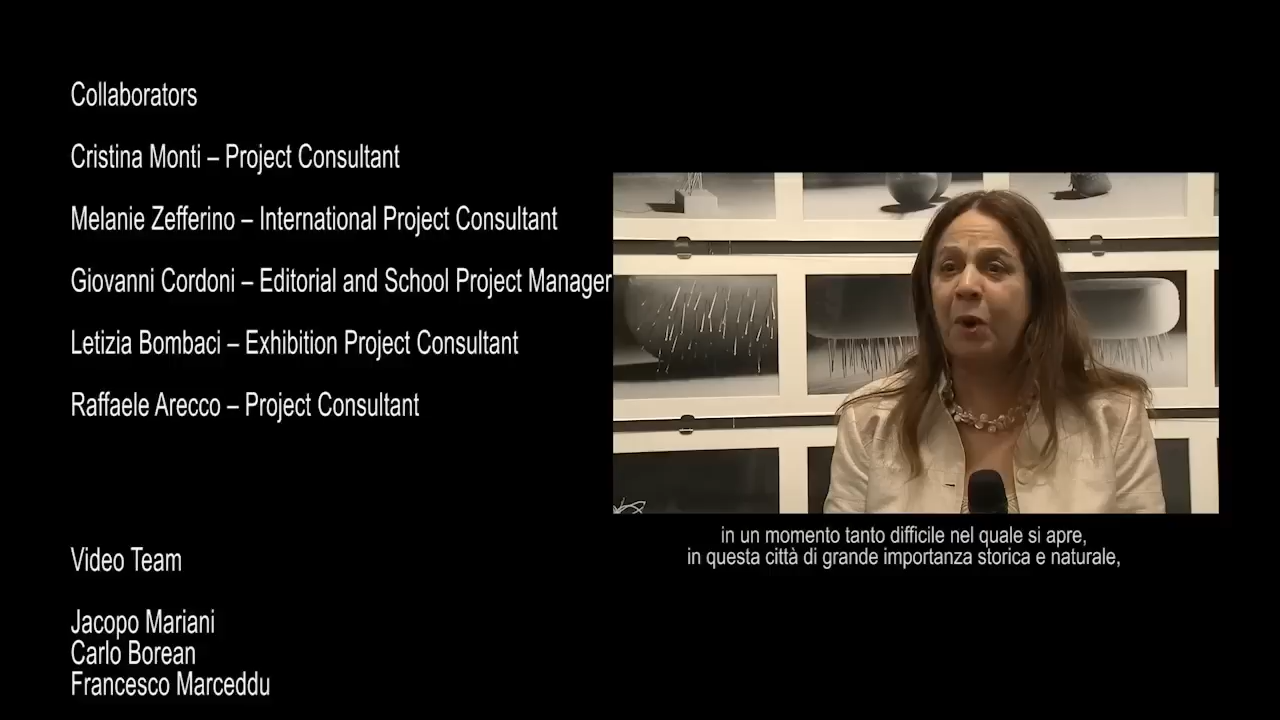 Collaborators
Cristina Monti – Project Consultant
Melanie Zefferino – International Project Consultant
Giovanni Cordoni – Editorial and School Project Manager
Letizia Bombaci – Exhibition Project Consultant
Raffaele Arecco – Project Consultant
Video Team
Jacopo Mariani
Carlo Borean
Francesco Marceddu
in un momento tanto difficile nel quale si apre,
in questa città di grande importanza storica e naturale,